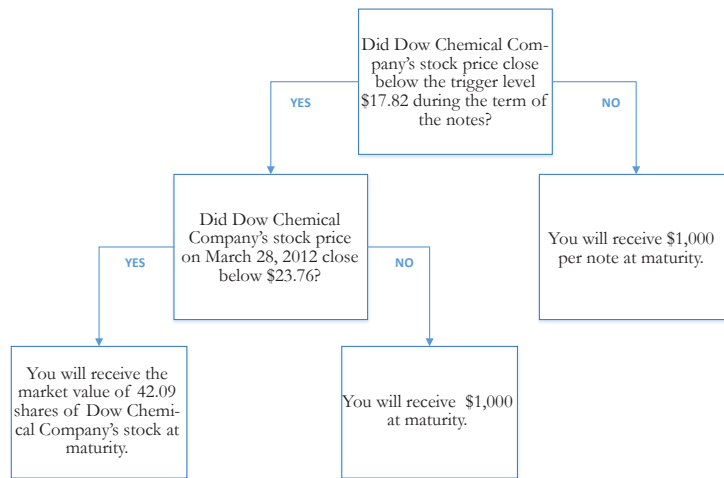 Did Dow Chemical Com-
pany's stock price close
below the trigger level
$17.82 during the term of
the notes?
YES
NO
Did Dow Chemical
Company's stock price
on March 28, 2012 close
below $23.76?
You will receive $1,000
per note at maturity.
YES
NO
You will receive the
market value of 42.09
shares of Dow Chemi-
cal Company's stock at
maturity.
You will receive $1,000
at maturity.